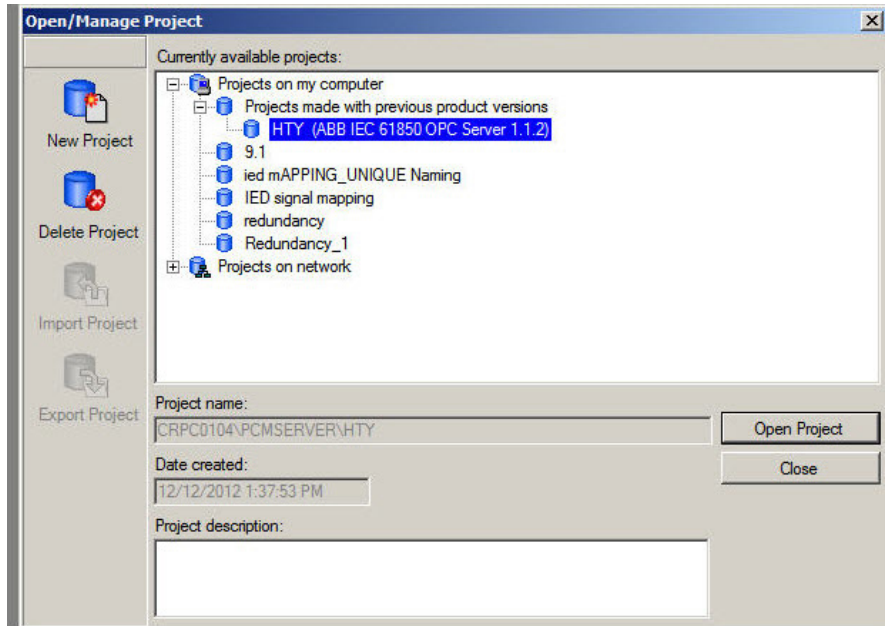 Open/Manage Project
Currently available projects:
Projects on my computer
Projects made with previous product versions
HTY (ABB IEC 61850 OPC Server 1.1.2)
9.1
ied mAPPING_UNIQUE Naming
IED signal mapping
redundancy
Redundancy_1
Projects on network
New Project
Delete Project
Import Project
Export Project
Project name:
CRPC0104\PCMSERVER\HTY
Open Project
Date created:
Close
12/12/2012 1:37:53 PM
Project description: